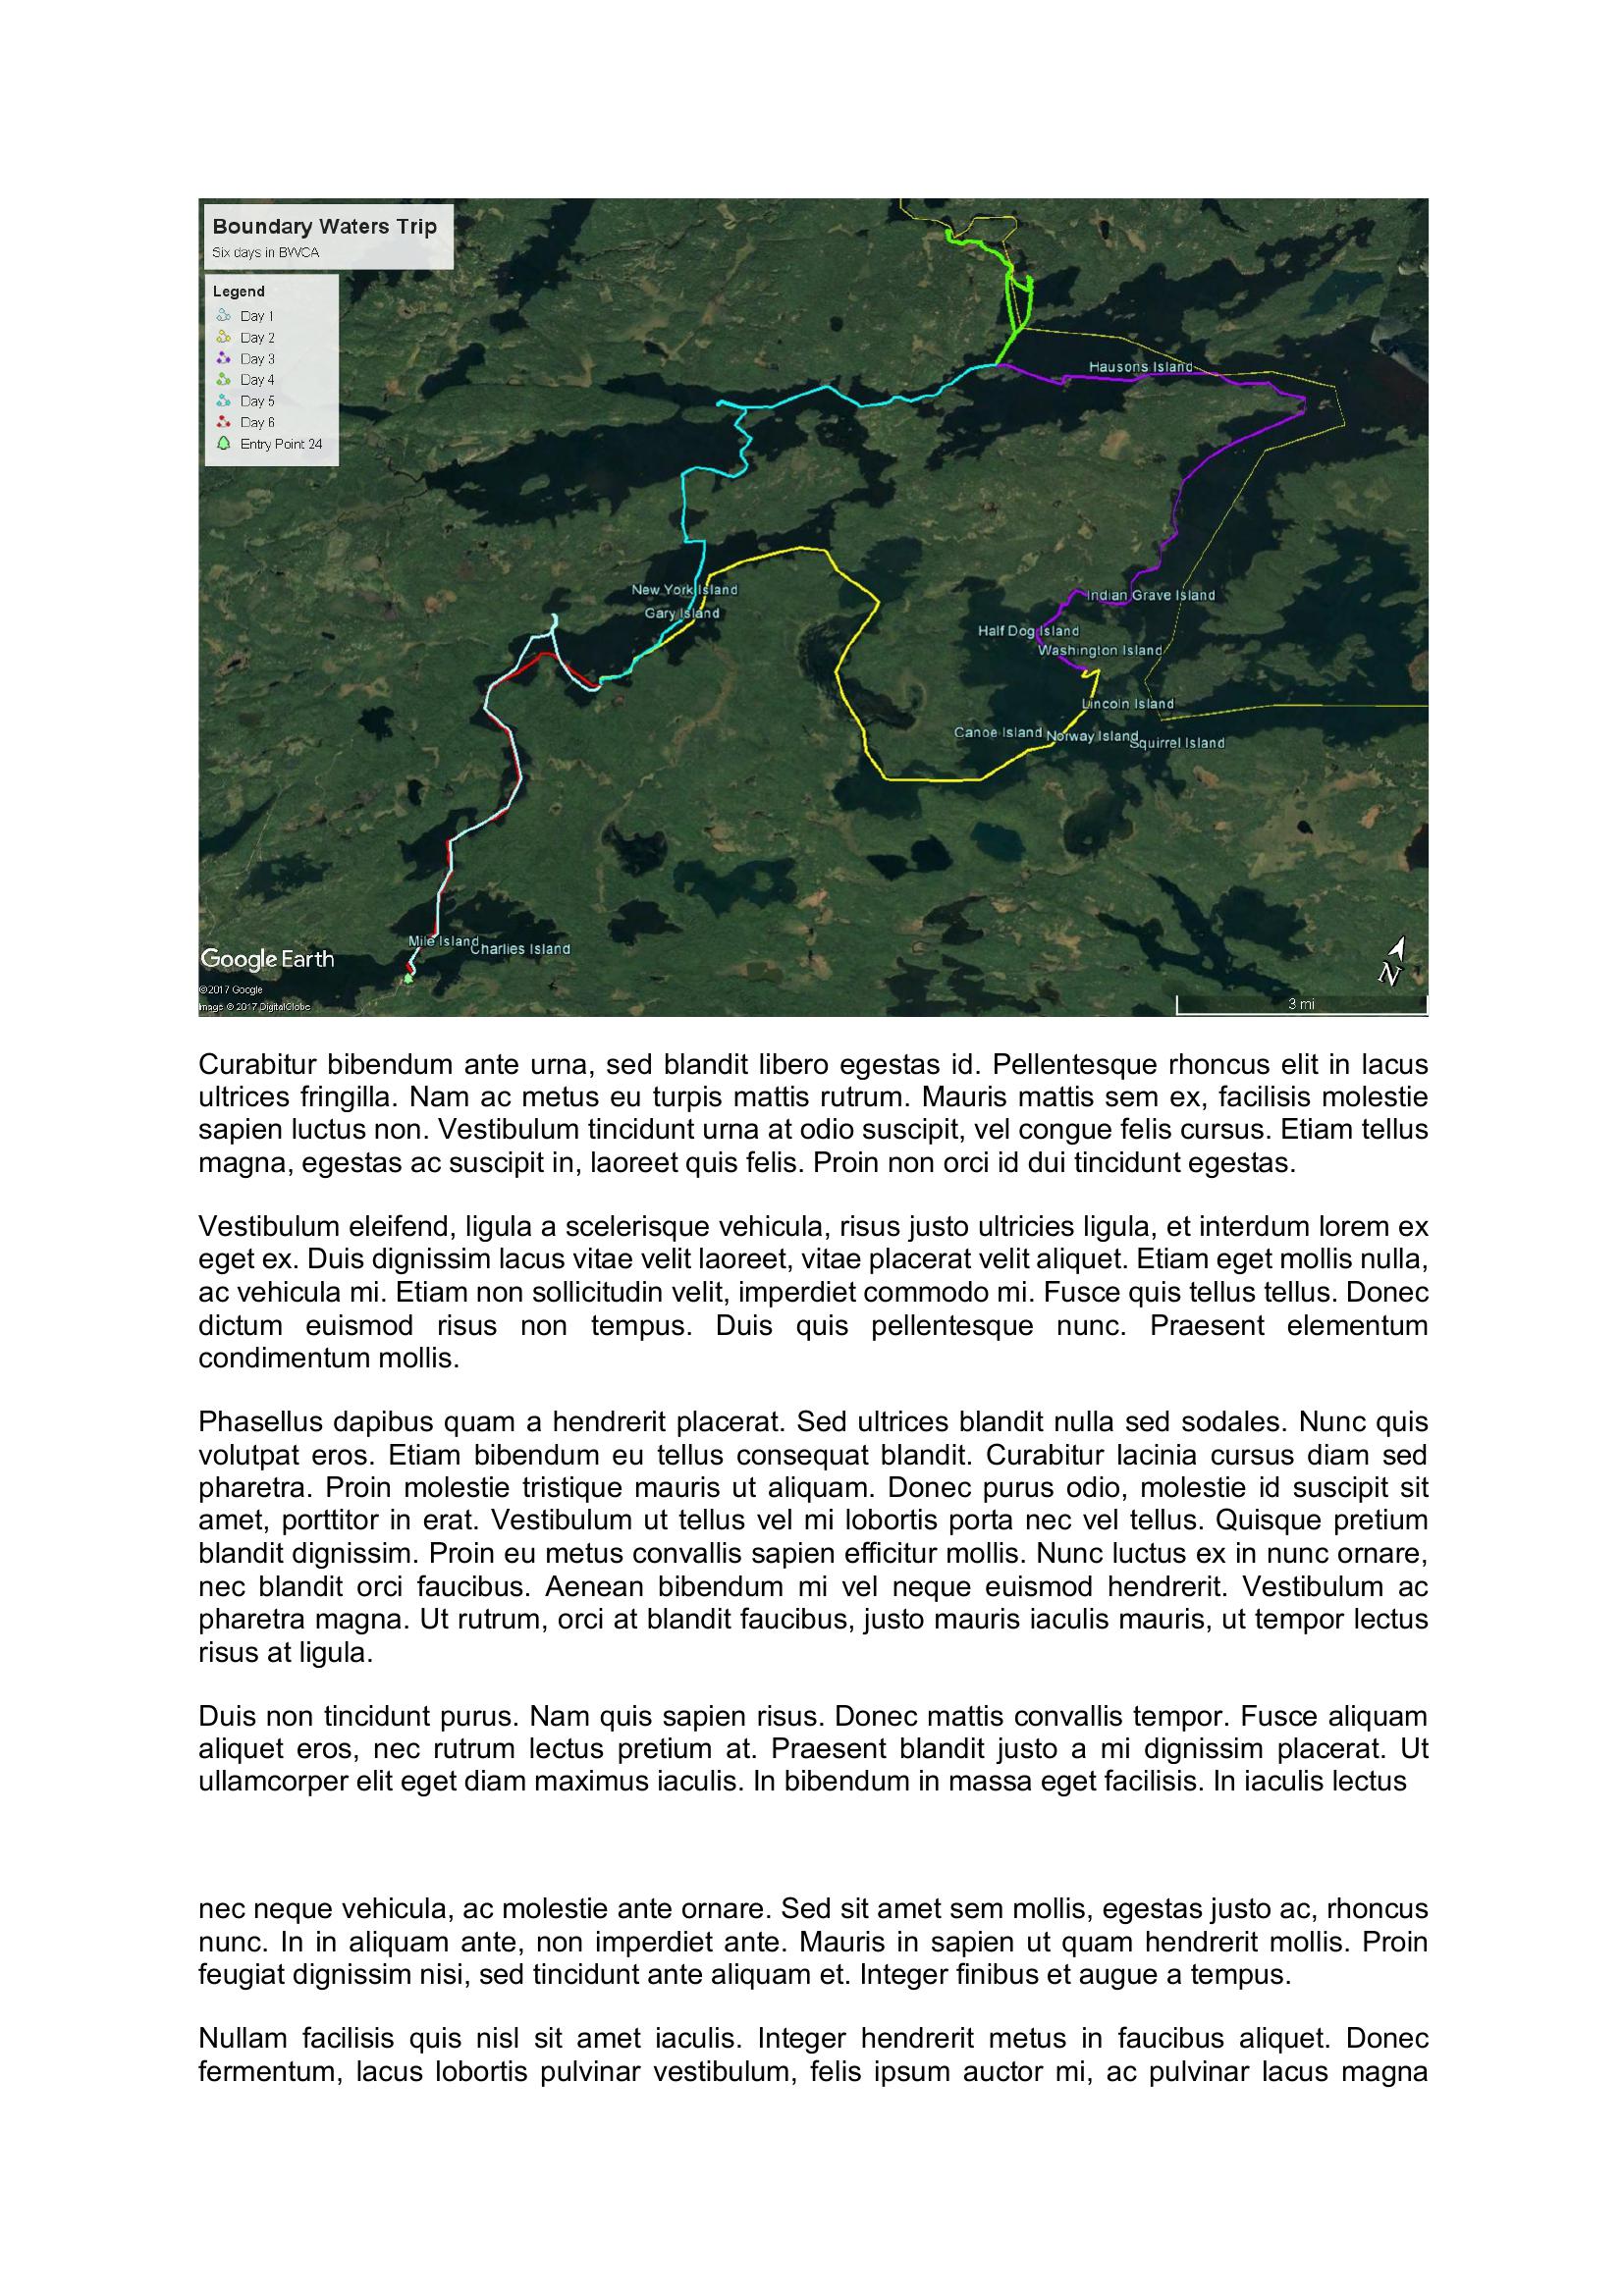 Boundary Waters Trip
Six days in BWCA
Legend
Day 1
Day 2
Day 3
Day 4
Day 5
Day 6
Entry Point 24
Hausons Island
New York Island
Gary Island
Indian Grave Island
Half Dog Island
Washington Island
Lincoln Island
Canoe Island
Norway Island
Squirrel Island
Mile Island
Charlies Island
Google Earth
©2017 Google
Image © 2017 DigitalGlobe
N
3 mi
Curabitur bibendum ante urna, sed blandit libero egestas id. Pellentesque rhoncus elit in lacus
ultrices fringilla. Nam ac metus eu turpis mattis rutrum. Mauris mattis sem ex, facilisis molestie
sapien luctus non. Vestibulum tincidunt urna at odio suscipit, vel congue felis cursus. Etiam tellus
magna, egestas ac suscipit in, laoreet quis felis. Proin non orci id dui tincidunt egestas.
Vestibulum eleifend, ligula a scelerisque vehicula, risus justo ultricies ligula, et interdum lorem ex
eget ex. Duis dignissim lacus vitae velit laoreet, vitae placerat velit aliquet. Etiam eget mollis nulla,
ac vehicula mi. Etiam non sollicitudin velit, imperdiet commodo mi. Fusce quis tellus tellus. Donec
dictum euismod risus non tempus. Duis quis pellentesque nunc. Praesent elementum
condimentum mollis.
Phasellus dapibus quam a hendrerit placerat. Sed ultrices blandit nulla sed sodales. Nunc quis
volutpat eros. Etiam bibendum eu tellus consequat blandit. Curabitur lacinia cursus diam sed
pharetra. Proin molestie tristique mauris ut aliquam. Donec purus odio, molestie id suscipit sit
amet, porttitor in erat. Vestibulum ut tellus vel mi lobortis porta nec vel tellus. Quisque pretium
blandit dignissim. Proin eu metus convallis sapien efficitur mollis. Nunc luctus ex in nunc ornare,
nec blandit orci faucibus. Aenean bibendum mi vel neque euismod hendrerit. Vestibulum ac
pharetra magna. Ut rutrum, orci at blandit faucibus, justo mauris iaculis mauris, ut tempor lectus
risus at ligula.
Duis non tincidunt purus. Nam quis sapien risus. Donec mattis convallis tempor. Fusce aliquam
aliquet eros, nec rutrum lectus pretium at. Praesent blandit justo a mi dignissim placerat. Ut
ullamcorper elit eget diam maximus iaculis. In bibendum in massa eget facilisis. In iaculis lectus
nec neque vehicula, ac molestie ante ornare. Sed sit amet sem mollis, egestas justo ac, rhoncus
nunc. In in aliquam ante, non imperdiet ante. Mauris in sapien ut quam hendrerit mollis. Proin
feugiat dignissim nisi, sed tincidunt ante aliquam et. Integer finibus et augue a tempus.
Nullam facilisis quis nisl sit amet iaculis. Integer hendrerit metus in faucibus aliquet. Donec
fermentum, lacus lobortis pulvinar vestibulum, felis ipsum auctor mi, ac pulvinar lacus magna